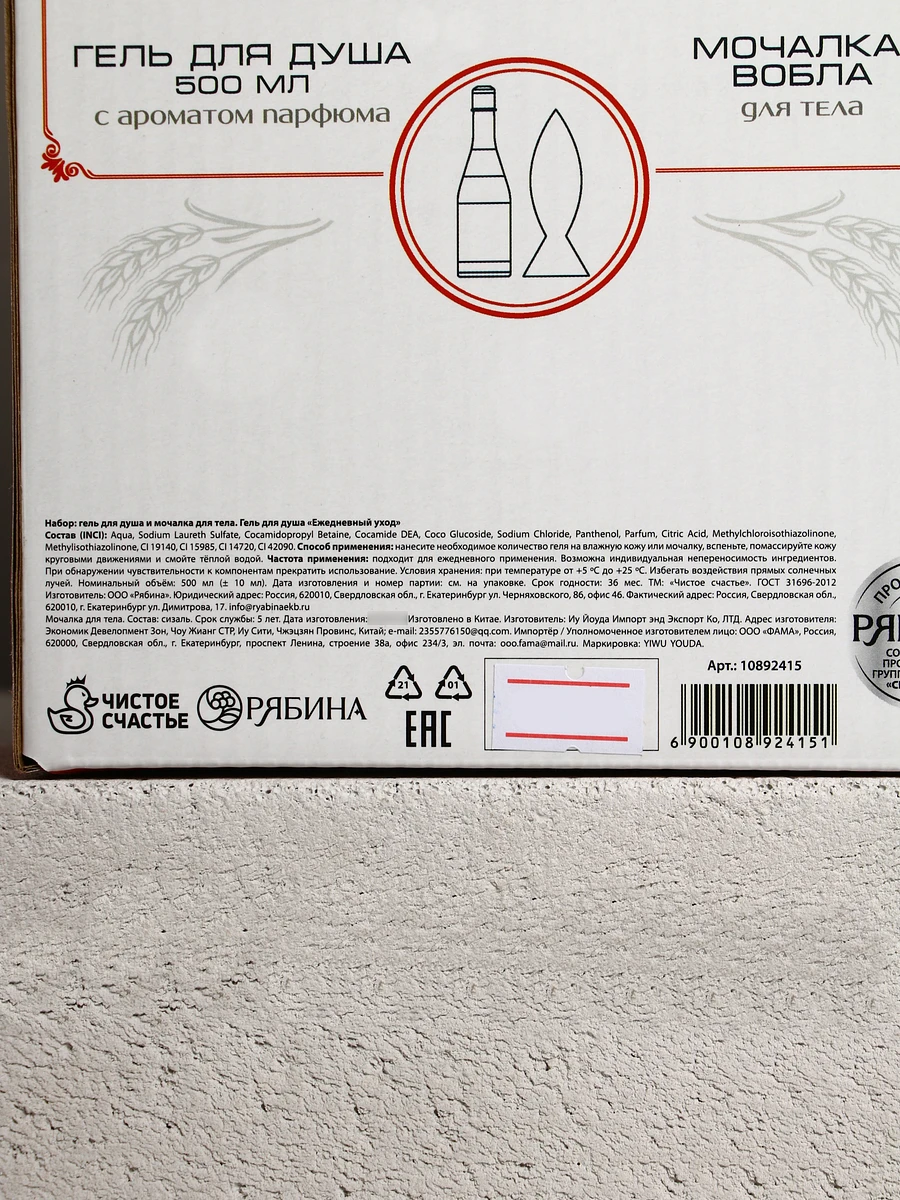 ГЕЛЬ ДЛЯ ДУША
500 МЛ
с ароматом парфюма
МОЧАЛКА
ВОБЛА
для тела
Набор: гель для душа и мочалка для тела. Гель для душа «Ежедневный уход»
Состав (INCI): Aqua, Sodium Laureth Sulfate, Cocamidopropyl Betaine, Cocamide DEA, Coco Glucoside, Sodium Chloride, Panthenol, Parfum, Citric Acid, Methylchloroisothiazolinone,
Methylisothiazolinone, CI 19140, CI 15985, CI 14720, CI 42090. Способ применения: нанесите необходимое количество геля на влажную кожу или мочалку, вспеньте, помассируйте кожу
круговыми движениями и смойте тёплой водой. Частота применения: подходит для ежедневного применения. Возможна индивидуальная непереносимость ингредиентов.
При обнаружении чувствительности к компонентам прекратить использование. Условия хранения: при температуре от +5 ºC до +25 ºC. Избегать воздействия прямых солнечных
лучей. Номинальный объём: 500 мл (± 10 мл). Дата изготовления и номер партии: см. на упаковке. Срок годности: 36 мес. ТМ: «Чистое счастье». ГОСТ 31696-2012
Изготовитель: ООО «Рябина». Юридический адрес: Россия, 620010, Свердловская обл., г. Екатеринбург ул. Черняховского, 86, офис 46. Фактический адрес: Россия, Свердловская обл.,
620010, г. Екатеринбург ул. Димитрова, 17. info@ryabinaekb.ru
Мочалка для тела. Состав: сизаль. Срок службы: 5 лет. Дата изготовления: Изготовлено в Китае. Изготовитель: Иу Йоуда Импорт энд Экспорт Ко, ЛТД. Адрес изготовителя:
Экономик Девелопмент Зон, Чоу Жианг СТР, Иу Сити, Чжэцзян Провинс, Китай; e-mail: 2355776150@qq.com. Импортёр / Уполномоченное изготовителем лицо: ООО «ФАМА», Россия,
620000, Свердловская обл., г. Екатеринбург, проспект Ленина, строение 38а, офис 234/3, эл. почта: ooo.fama@mail.ru. Маркировка: YIWU YOUDA.
ЧИСТОЕ
СЧАСТЬЕ
РЯБИНА
21
01
EAC
Арт.: 10892415
6 900108 924151